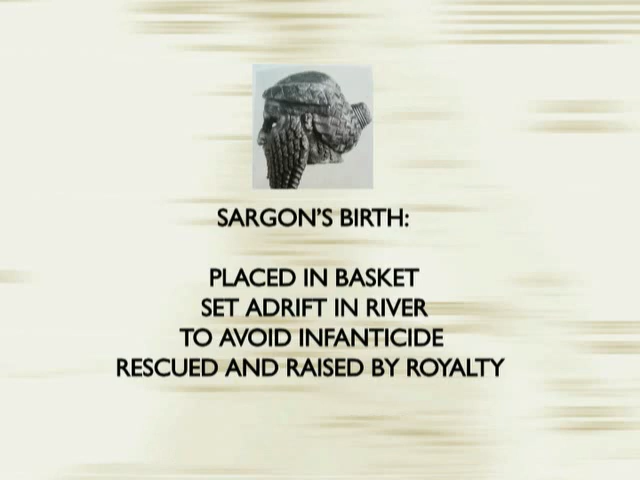 SARGON'S BIRTH:
PLACED IN BASKET
SET ADRIFT IN RIVER
TO AVOID INFANTICIDE
RESCUED AND RAISED BY ROYALTY